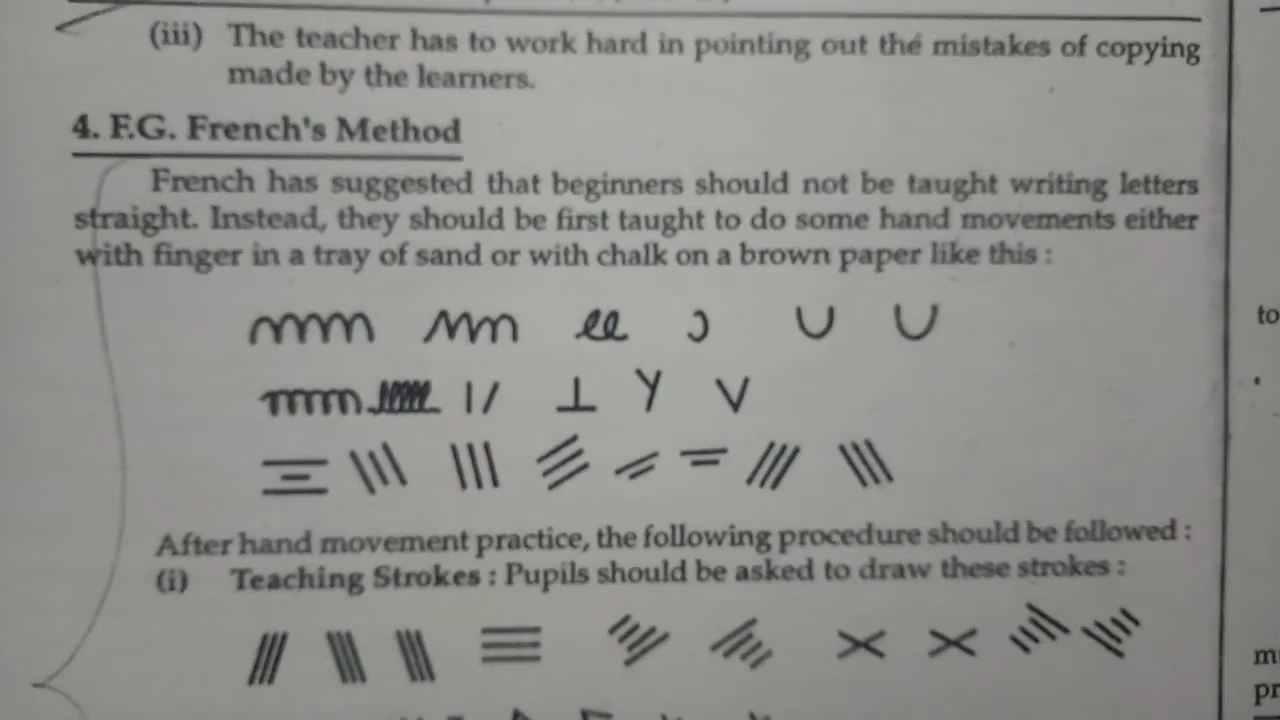 (iii) The teacher has to work hard in pointing out the mistakes of copying
made by the learners.
4. F.G. French's Method
French has suggested that beginners should not be taught writing letters
straight. Instead, they should be first taught to do some hand movements either
with finger in a tray of sand or with chalk on a brown paper like this :
After hand movement practice, the following procedure should be followed :
(i) Teaching Strokes : Pupils should be asked to draw these strokes :
to